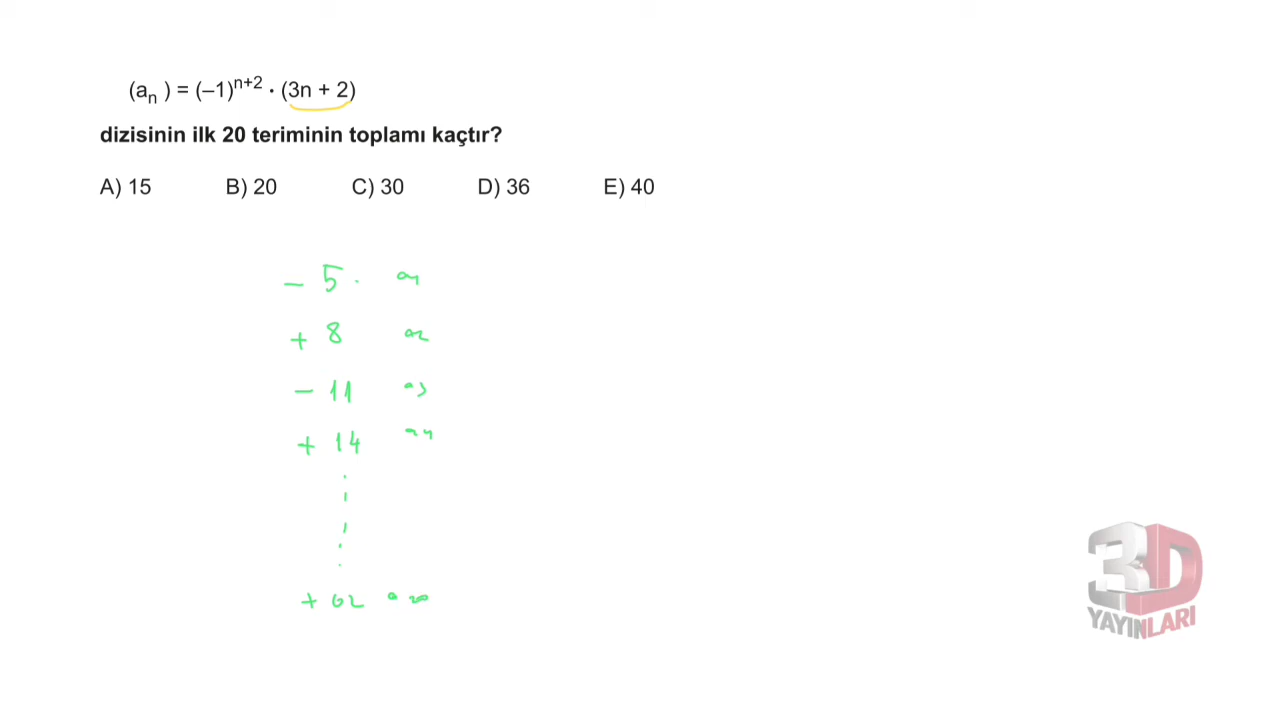 (aₙ) = (–1)ⁿ⁺² · (3n + 2)
dizisinin ilk 20 teriminin toplamı kaçtır?
A) 15 B) 20 C) 30 D) 36 E) 40
– 5 · a1
+ 8 a2
– 11 a3
+ 14 a4
+ 62 a20
3D
YAYINLARI